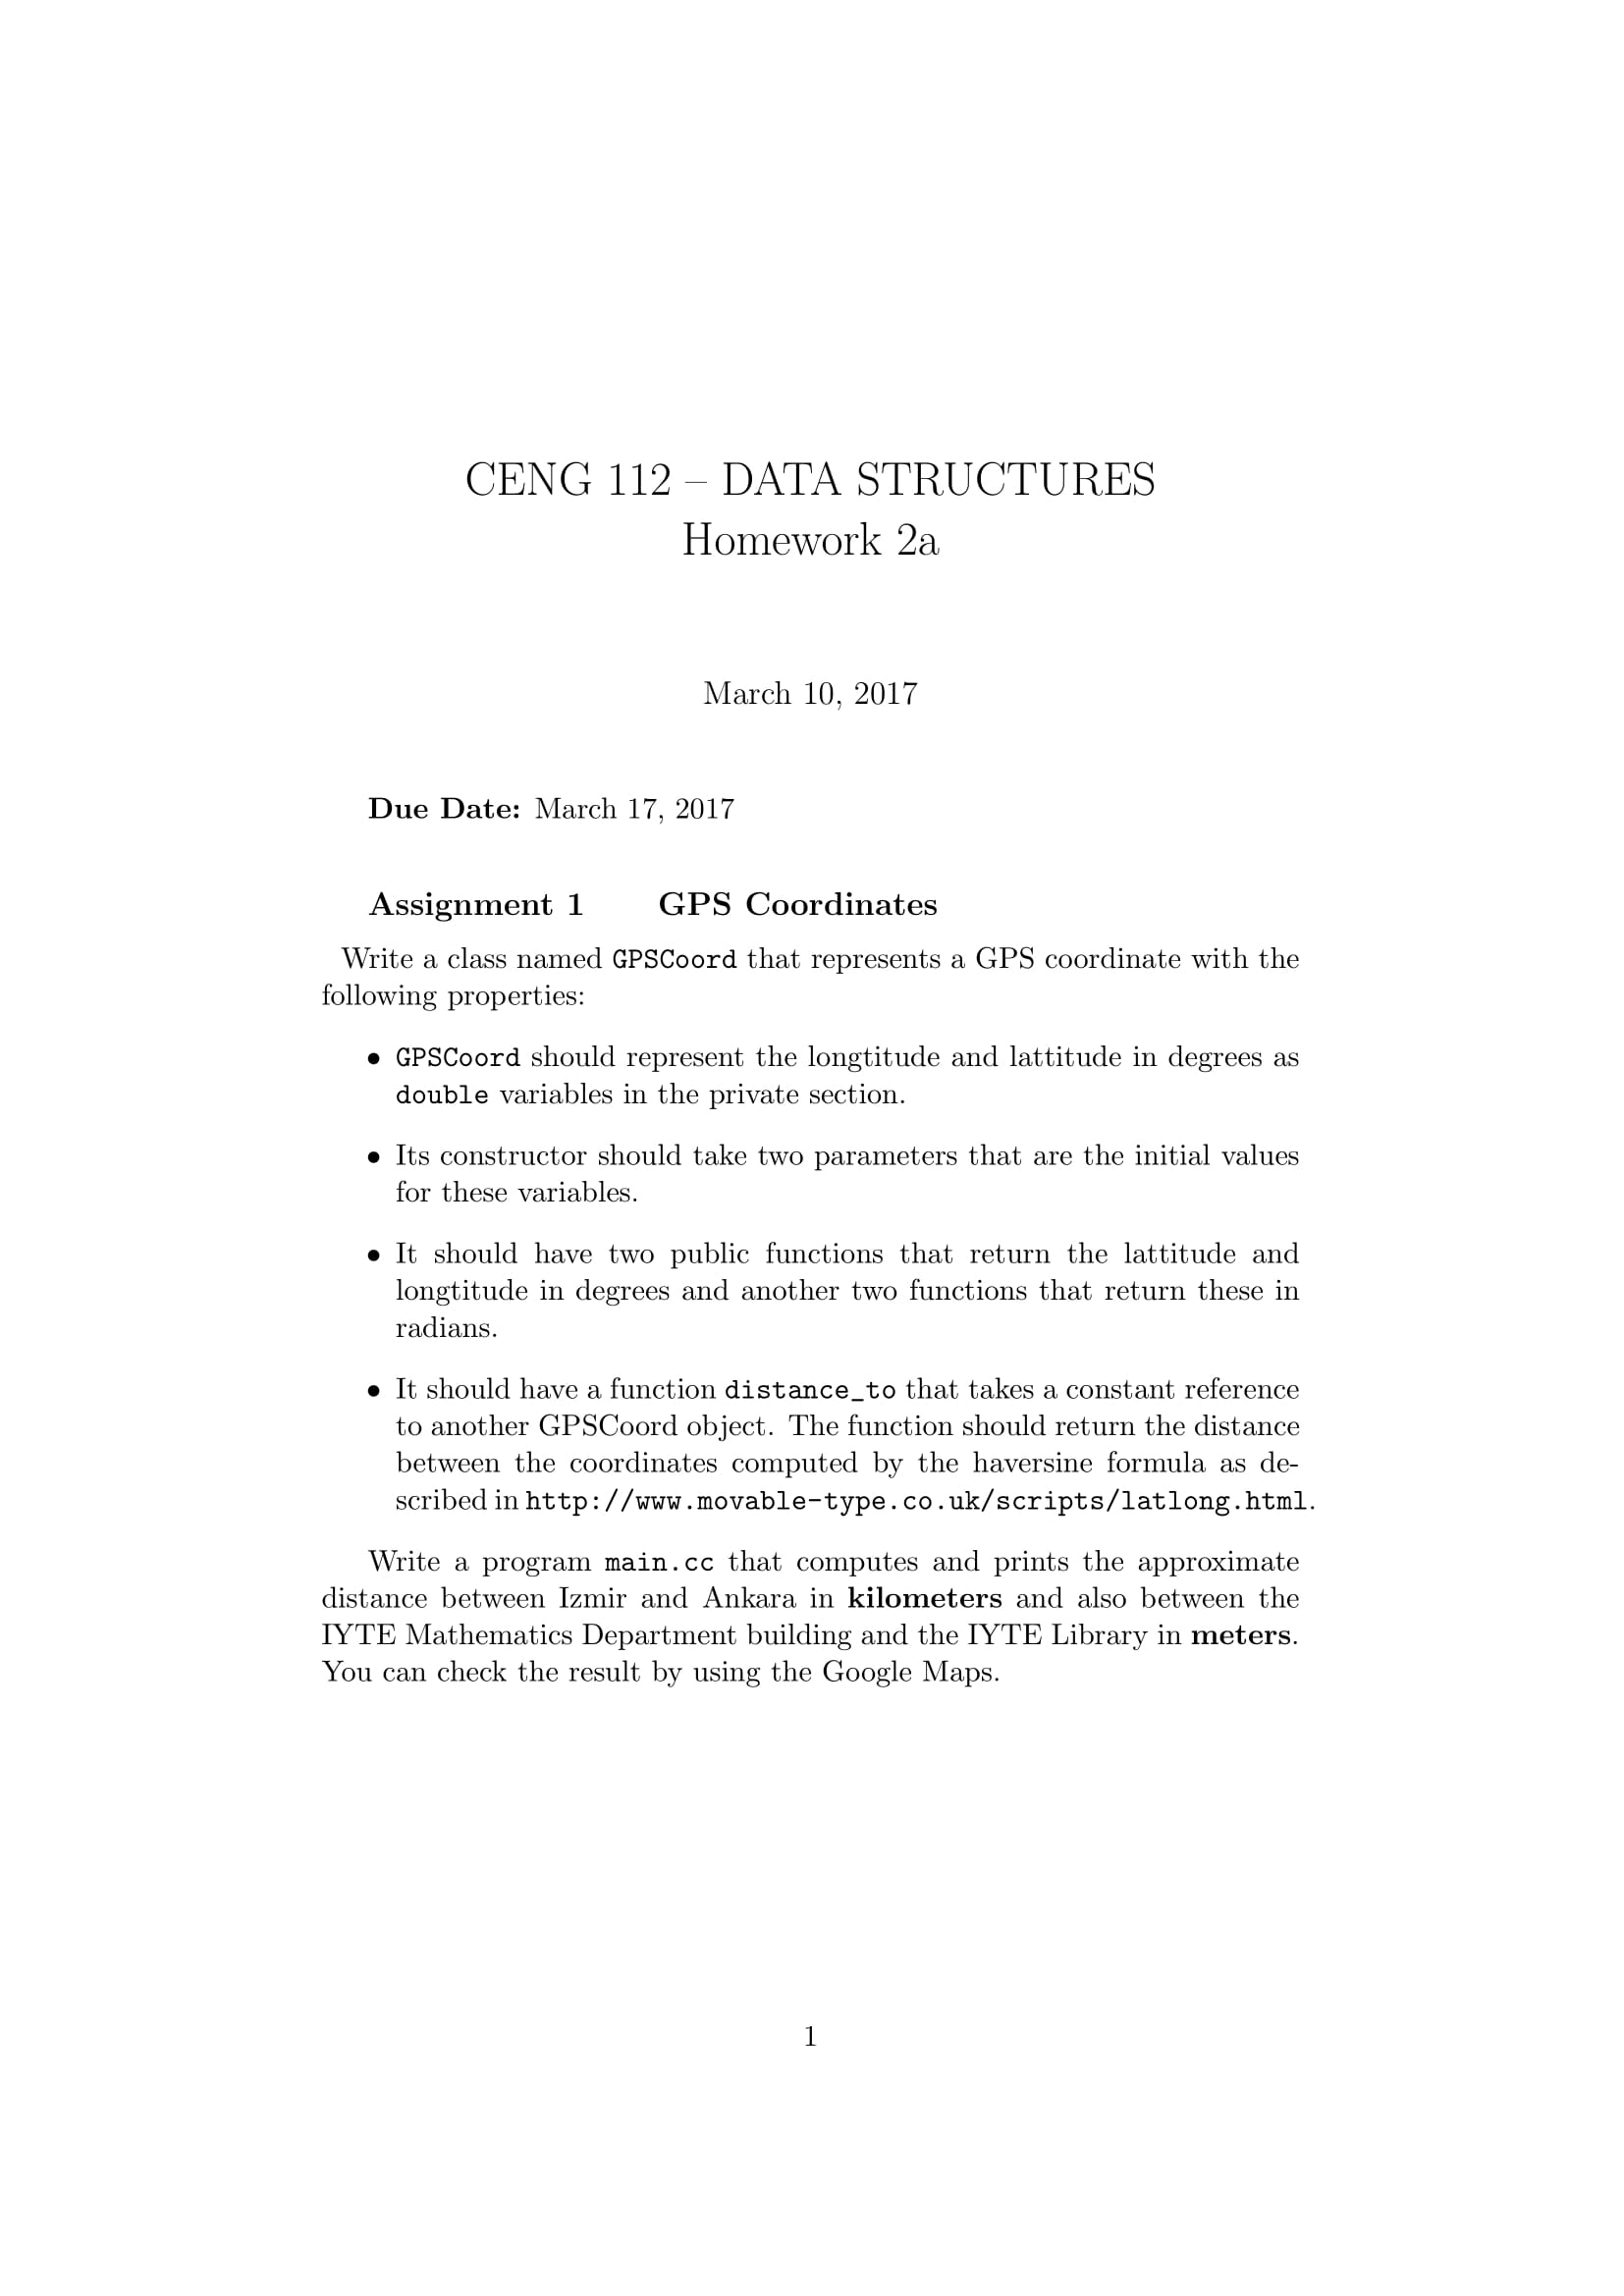 CENG 112 – DATA STRUCTURES
Homework 2a
March 10, 2017
Due Date: March 17, 2017
Assignment 1 GPS Coordinates
Write a class named GPSCoord that represents a GPS coordinate with the
following properties:
• GPSCoord should represent the longtitude and lattitude in degrees as
double variables in the private section.
• Its constructor should take two parameters that are the initial values
for these variables.
• It should have two public functions that return the lattitude and
longtitude in degrees and another two functions that return these in
radians.
• It should have a function distance_to that takes a constant reference
to another GPSCoord object. The function should return the distance
between the coordinates computed by the haversine formula as de-
scribed in http://www.movable-type.co.uk/scripts/latlong.html.
Write a program main.cc that computes and prints the approximate
distance between Izmir and Ankara in kilometers and also between the
IYTE Mathematics Department building and the IYTE Library in meters.
You can check the result by using the Google Maps.
1